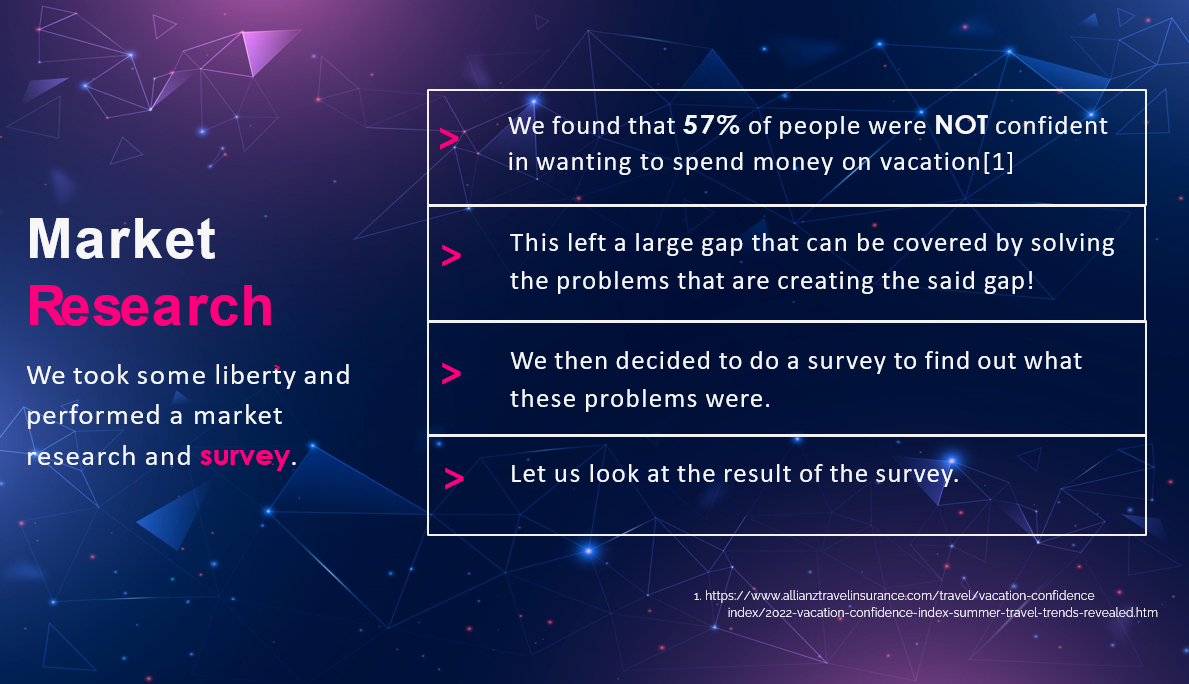 Market
Research
We took some liberty and
performed a market
research and survey.
> We found that 57% of people were NOT confident
in wanting to spend money on vacation[1]
> This left a large gap that can be covered by solving
the problems that are creating the said gap!
> We then decided to do a survey to find out what
these problems were.
> Let us look at the result of the survey.
1. https://www.allianztravelinsurance.com/travel/vacation-confidence
index/2022-vacation-confidence-index-summer-travel-trends-revealed.htm